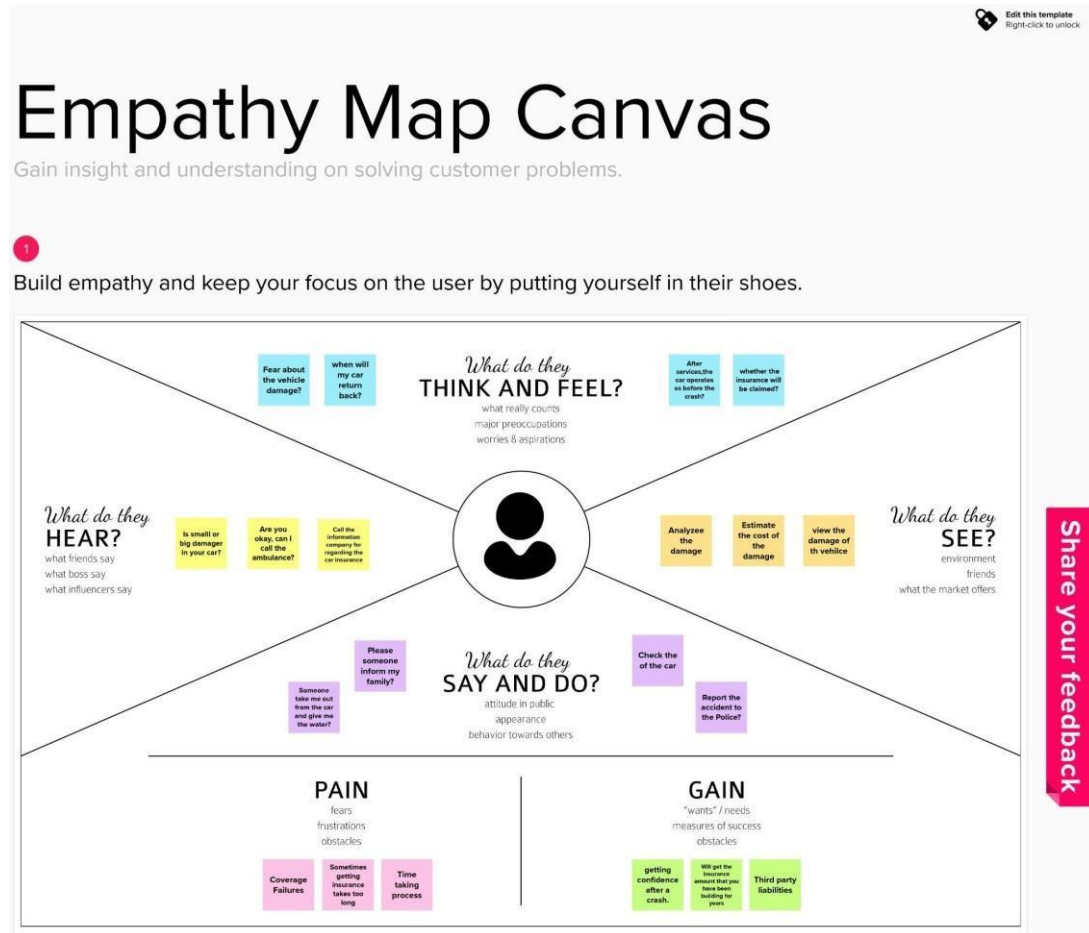 Edit this template
Right-click to unlock
Empathy Map Canvas
Gain insight and understanding on solving customer problems.
1
Build empathy and keep your focus on the user by putting yourself in their shoes.
Fear about
the vehicle
damage?
when will
my car
return
back?
What do they
THINK AND FEEL?
what really counts
major preoccupations
worries & aspirations
After
services,the
car operates
as before the
crash?
whether the
insurance will
be claimed?
What do they
HEAR?
what friends say
what boss say
what influencers say
Is smalll or
big damager
in your car?
Are you
okay, can I
call the
ambulance?
Call the
information
company for
regarding the
car insurance
Analyzee
the
damage
Estimate
the cost of
the
damage
view the
damage of
th vehilce
What do they
SEE?
environment
friends
what the market offers
Share your feedback
Please
someone
inform my
family?
Someone
take me out
from the car
and give me
the water?
What do they
SAY AND DO?
attitude in public
appearance
behavior towards others
Check the
of the car
Report the
accident to
the Police?
PAIN
fears
frustrations
obstacles
Coverage
Failures
Sometimes
getting
insurance
takes too
long
Time
taking
process
GAIN
"wants" / needs
measures of success
obstacles
getting
confidence
after a
crash.
Will get the
insurance
amount that you
have been
building for
years
Third party
liabilities